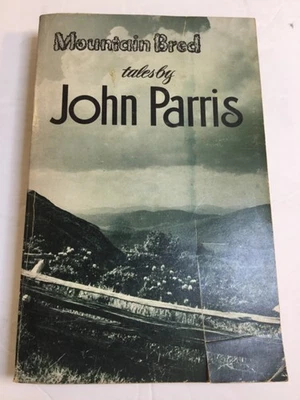 Mountain Bred
tales by
John Parris